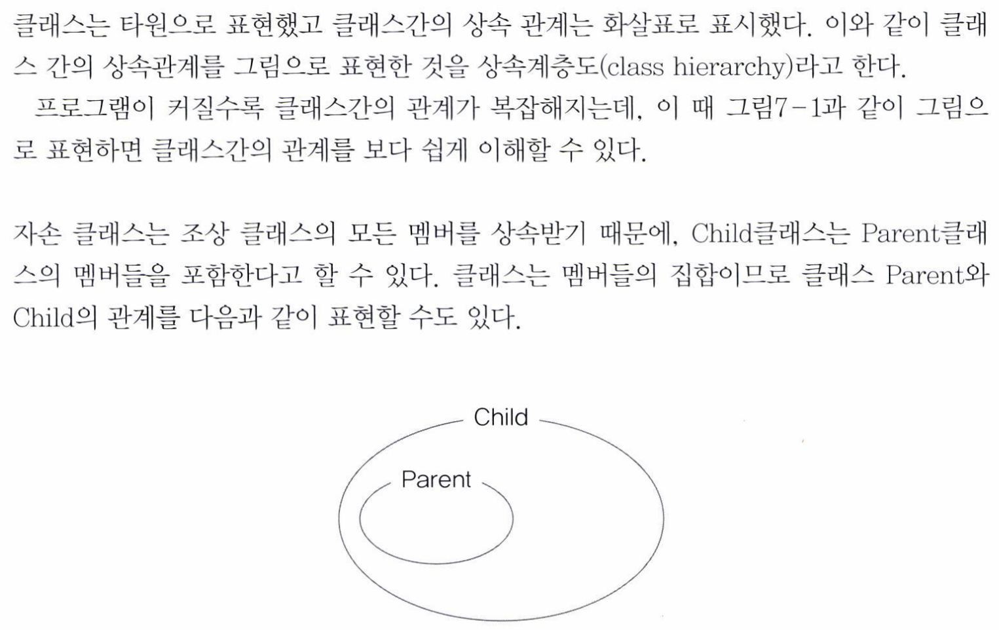 클래스는 타원으로 표현했고 클래스간의 상속 관계는 화살표로 표시했다. 이와 같이 클래
스 간의 상속관계를 그림으로 표현한 것을 상속계층도(class hierarchy)라고 한다.
프로그램이 커질수록 클래스간의 관계가 복잡해지는데, 이 때 그림7-1과 같이 그림으
로 표현하면 클래스간의 관계를 보다 쉽게 이해할 수 있다.
자손 클래스는 조상 클래스의 모든 멤버를 상속받기 때문에, Child클래스는 Parent클래
스의 멤버들을 포함한다고 할 수 있다. 클래스는 멤버들의 집합이므로 클래스 Parent와
Child의 관계를 다음과 같이 표현할 수도 있다.
Child
Parent